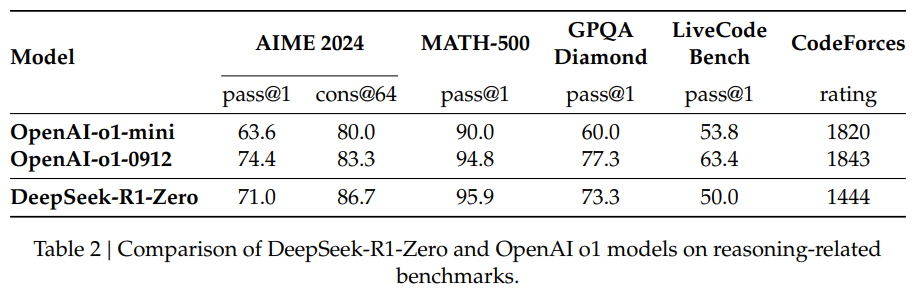 Model AIME 2024 MATH-500 GPQA Diamond LiveCode Bench CodeForces
pass@1 cons@64 pass@1 pass@1 pass@1 rating
OpenAI-o1-mini 63.6 80.0 90.0 60.0 53.8 1820
OpenAI-o1-0912 74.4 83.3 94.8 77.3 63.4 1843
DeepSeek-R1-Zero 71.0 86.7 95.9 73.3 50.0 1444
Table 2 | Comparison of DeepSeek-R1-Zero and OpenAI o1 models on reasoning-related
benchmarks.